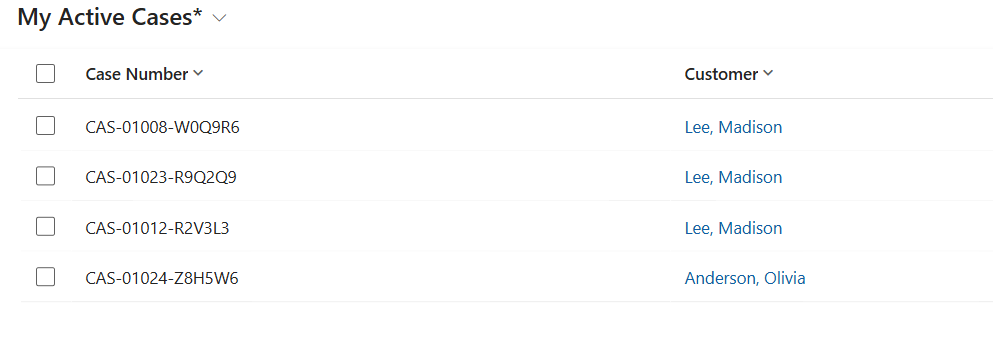 My Active Cases*
Case Number Customer
CAS-01008-W0Q9R6 Lee, Madison
CAS-01023-R9Q2Q9 Lee, Madison
CAS-01012-R2V3L3 Lee, Madison
CAS-01024-Z8H5W6 Anderson, Olivia